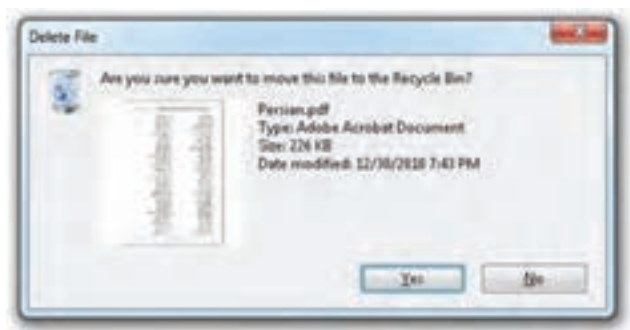 Delete File
Are you sure you want to move this file to the Recycle Bin?
Persian.pdf
Type: Adobe Acrobat Document
Size: 226 KB
Date modified: 12/30/2010 7:43 PM
Yes
No